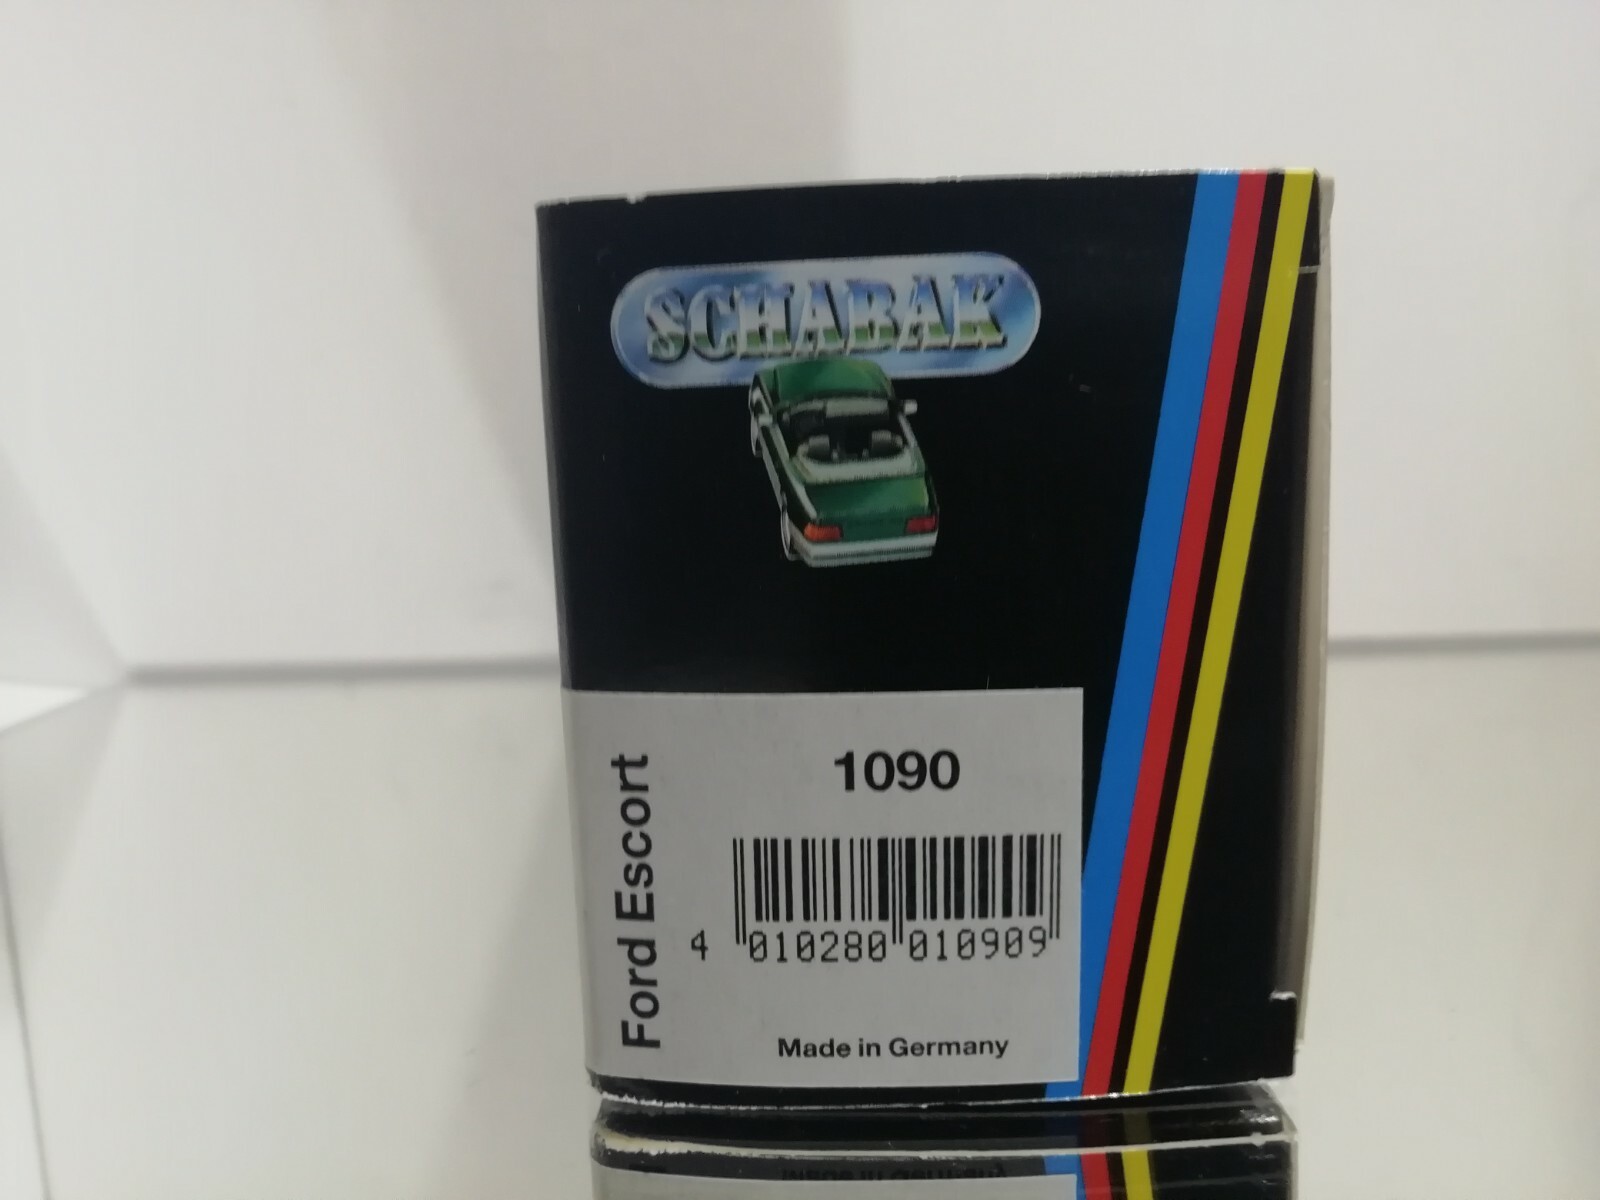 SCHABAK
Ford Escort
1090
4 010280 010909
Made in Germany